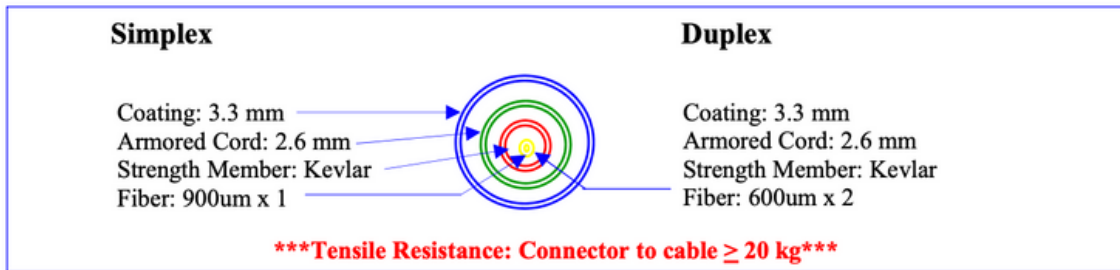 Simplex
Coating: 3.3 mm
Armored Cord: 2.6 mm
Strength Member: Kevlar
Fiber: 900um x 1
Duplex
Coating: 3.3 mm
Armored Cord: 2.6 mm
Strength Member: Kevlar
Fiber: 600um x 2
***Tensile Resistance: Connector to cable ≥ 20 kg***